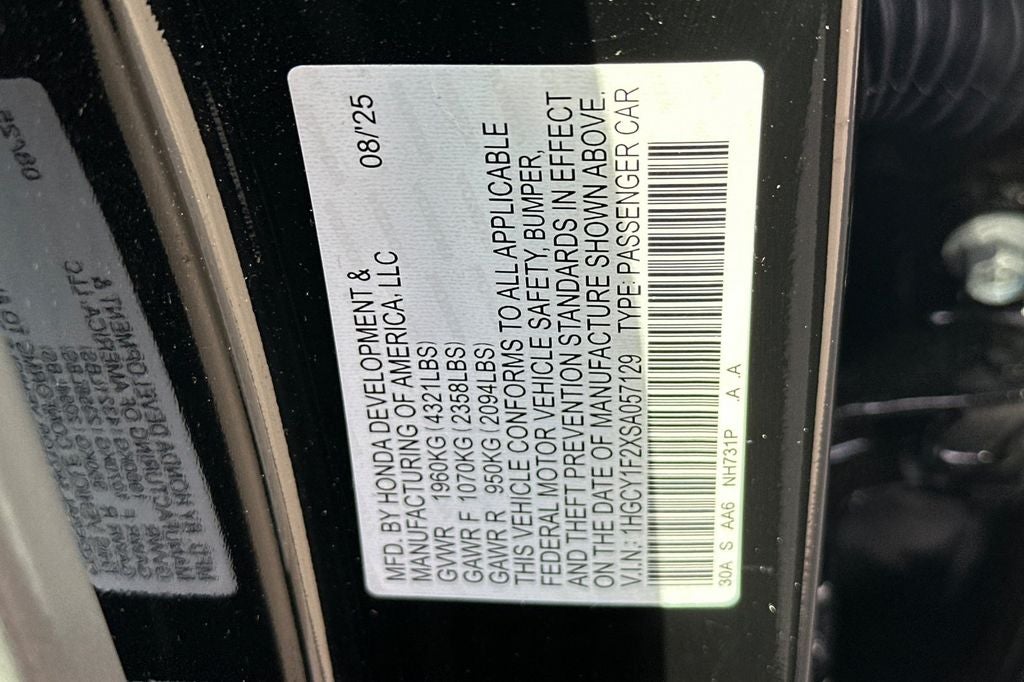 MFD. BY HONDA DEVELOPMENT & 08/'25
MANUFACTURING OF AMERICA, LLC
GVWR 1960KG (4321LBS)
GAWR F 1070KG (2358LBS)
GAWR R 950KG (2094LBS)
THIS VEHICLE CONFORMS TO ALL APPLICABLE
FEDERAL MOTOR VEHICLE SAFETY, BUMPER,
AND THEFT PREVENTION STANDARDS IN EFFECT
ON THE DATE OF MANUFACTURE SHOWN ABOVE.
V.I.N.: 1HGCY1F2XSA057129 TYPE: PASSENGER CAR
30A S AA6 NH731P .A .A